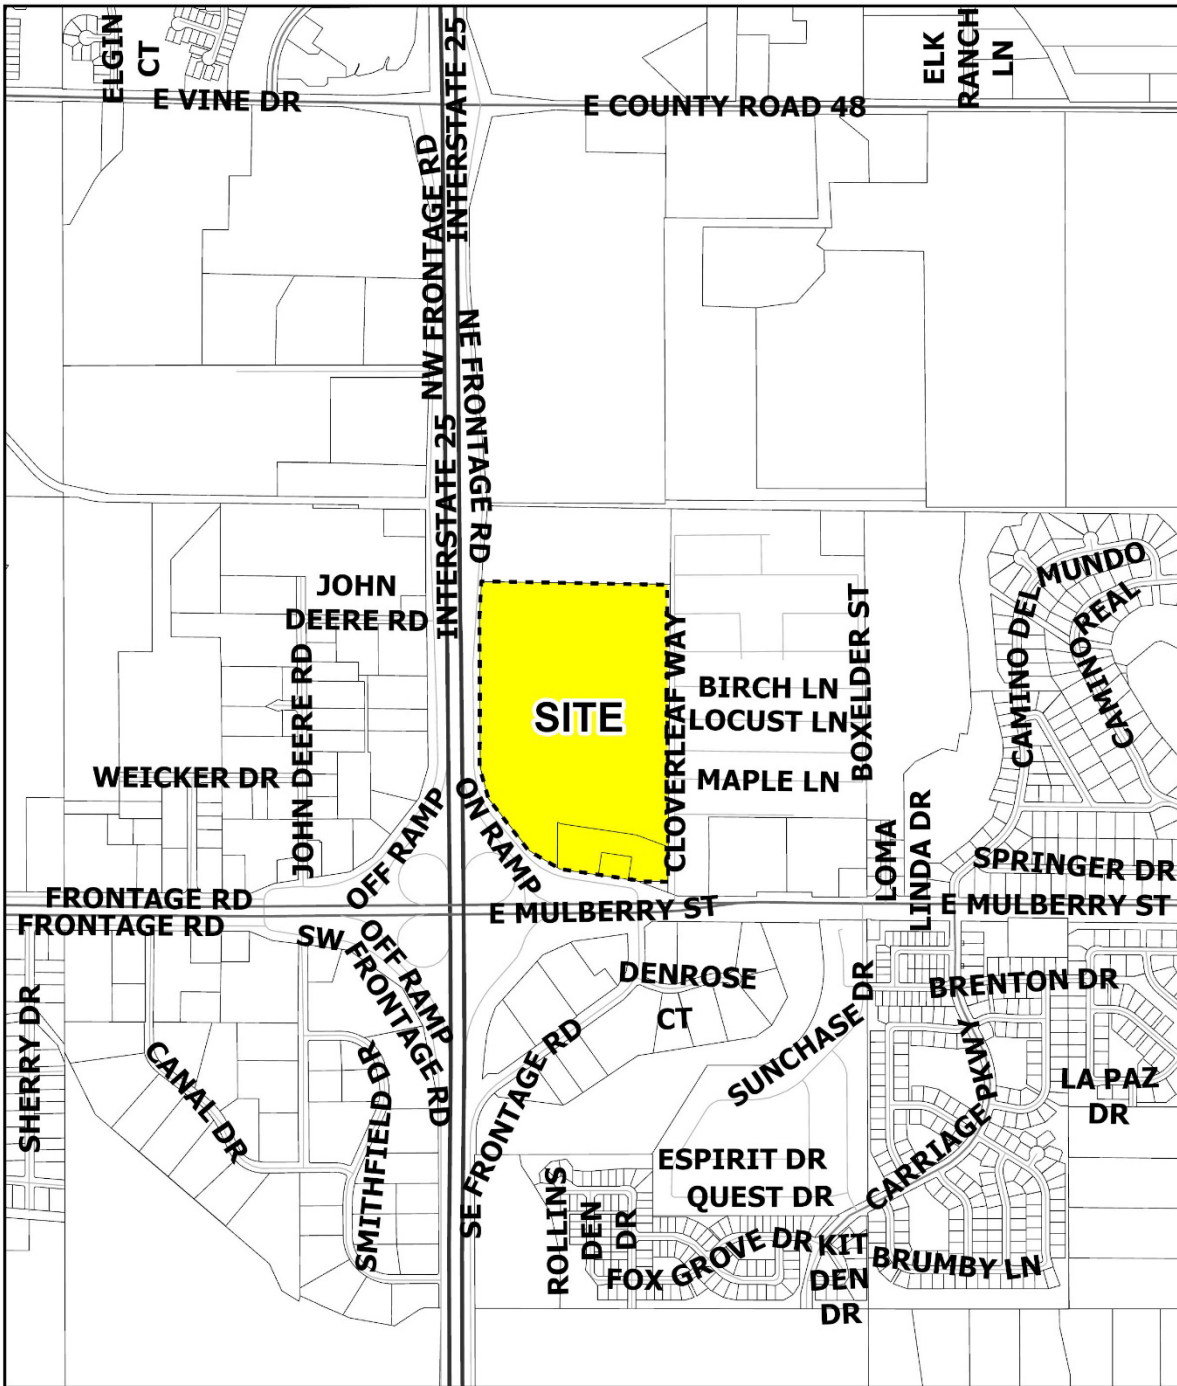 ELGIN
CT
INTERSTATE 25
ELK
RANCH
LN
E VINE DR
E COUNTY ROAD 48
NW FRONTAGE RD
NE FRONTAGE RD
INTERSTATE 25
JOHN
DEERE RD
JOHN DEERE RD
WEICKER DR
SITE
CLOVERLEAF WAY
BIRCH LN
LOCUST LN
MAPLE LN
BOXELDER ST
CAMINO DEL
MUNDO
CAMINO
REAL
LOMA
LINDA DR
SPRINGER DR
OFF RAMP
ON RAMP
FRONTAGE RD
FRONTAGE RD
E MULBERRY ST
E MULBERRY ST
SW
FRONTAGE RD
OFF RAMP
DENROSE
CT
SUNCHASE
DR
BRENTON DR
SHERRY DR
CANAL DR
SMITHFIELD DR
SE FRONTAGE RD
CARRIAGE PKWY
LA PAZ
DR
ESPIRIT DR
QUEST DR
ROLLINS
DEN
DR
FOX GROVE DR
KIT
DEN
DR
BRUMBY LN